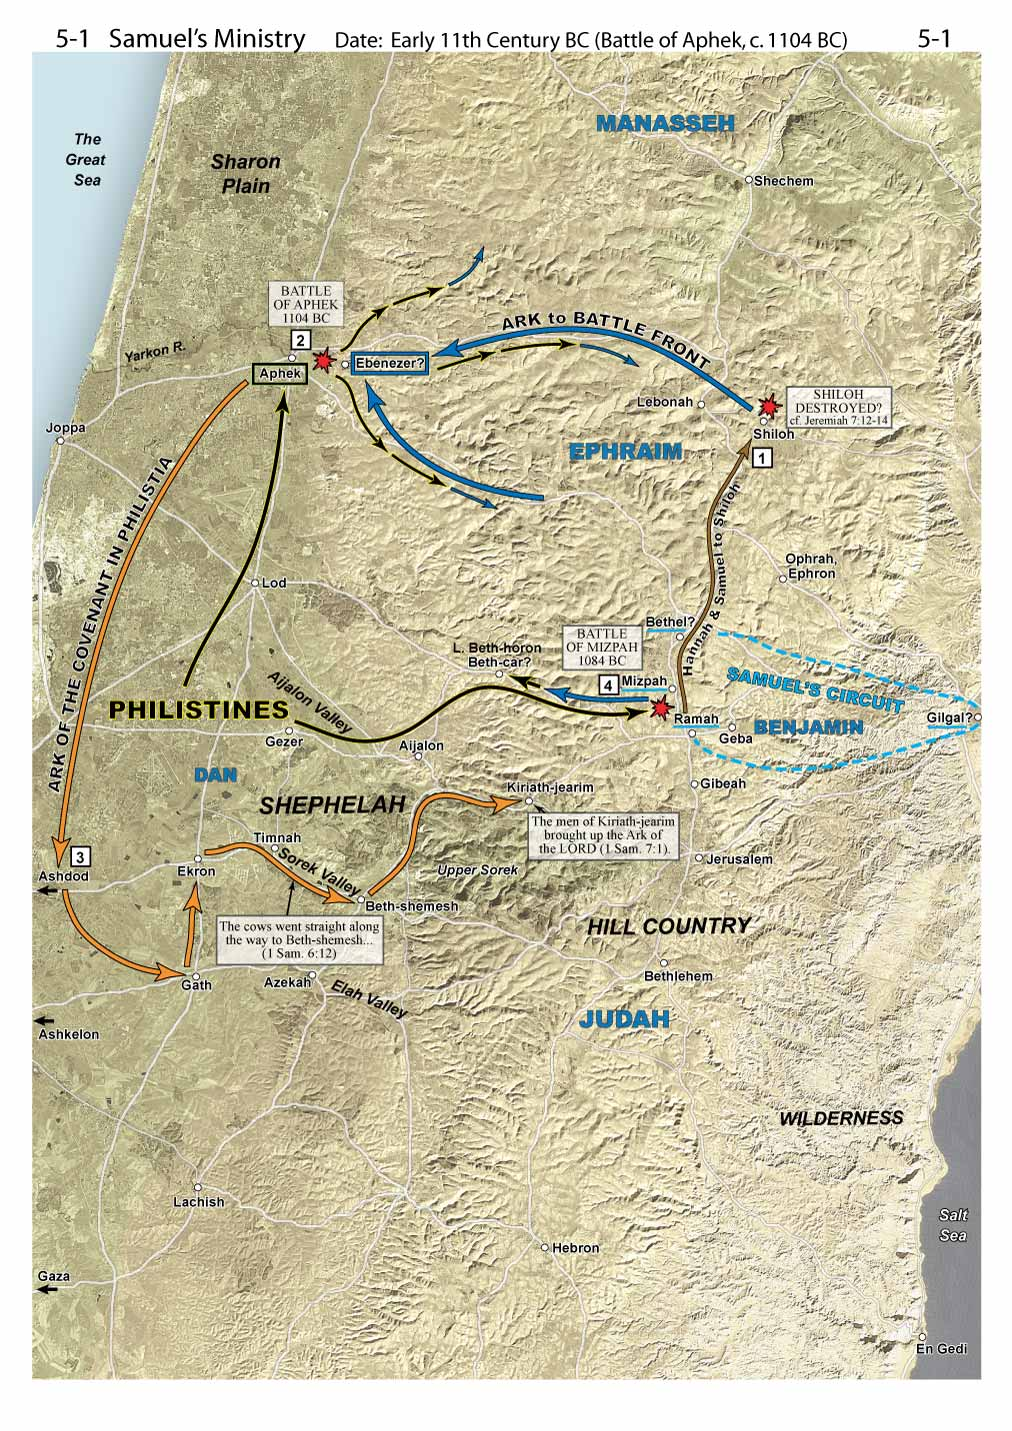 5-1 Samuel's Ministry Date: Early 11th Century BC (Battle of Aphek, c. 1104 BC) 5-1
MANASSEH
The
Great
Sea
Sharon
Plain
Shechem
BATTLE
OF APHEK
1104 BC
2
ARK to BATTLE FRONT
Yarkon R.
Ebenezer?
Aphek
Lebonah
SHILOH
DESTROYED?
cf. Jeremiah 7:12-14
Joppa
Shiloh
1
EPHRAIM
ARK OF THE COVENANT IN PHILISTIA
Hannah & Samuel to Shiloh
Ophrah,
Ephron
Lod
Bethel?
BATTLE
OF MIZPAH
1084 BC
L. Beth-horon
Beth-car?
4
Mizpah
SAMUEL'S CIRCUIT
Aijalon Valley
PHILISTINES
Ramah
Gilgal?
BENJAMIN
Geba
Gezer
Aijalon
DAN
Gibeah
Kiriath-jearim
SHEPHELAH
The men of Kiriath-jearim
brought up the Ark of
the LORD (1 Sam. 7:1).
Timnah
3
Sorek Valley
Jerusalem
Ashdod
Ekron
Upper Sorek
Beth-shemesh
The cows went straight along
the way to Beth-shemesh...
(1 Sam. 6:12)
HILL COUNTRY
Bethlehem
Gath
Azekah
Elah Valley
JUDAH
Ashkelon
WILDERNESS
Lachish
Salt
Sea
Hebron
Gaza
En Gedi